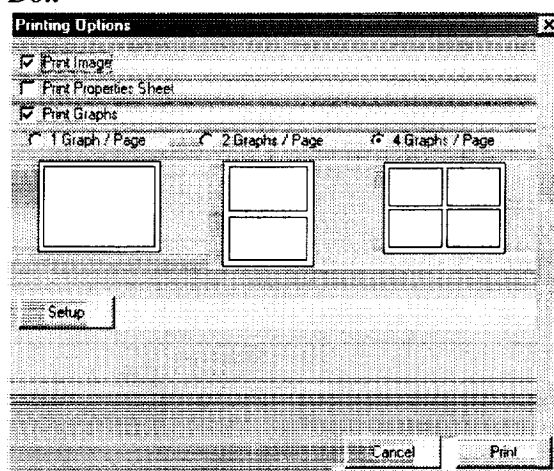 Box
Printing Options
Print Image
Print Properties Sheet
Print Graphs
1 Graph / Page 2 Graphs / Page 4 Graphs / Page
Setup
Cancel Print